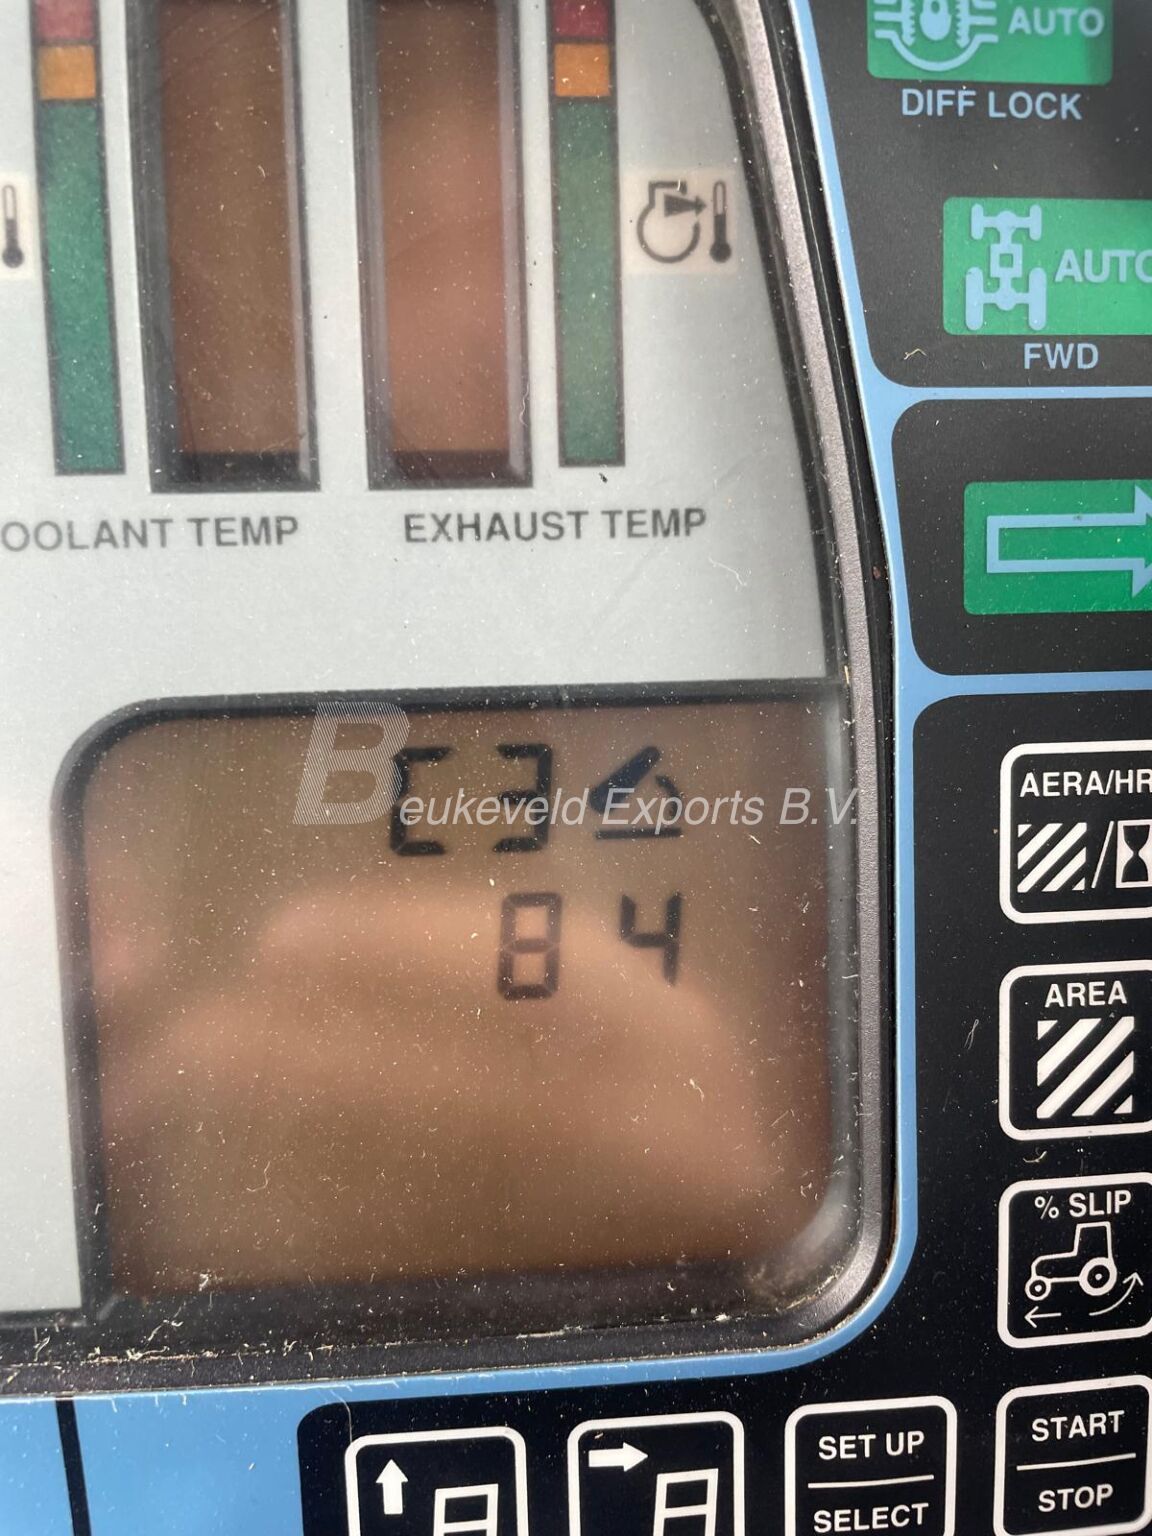 AUTO
DIFF LOCK
AUTO
FWD
OOLANT TEMP
EXHAUST TEMP
Beukeveld Exports B.V.
84
AERA/HR
AREA
% SLIP
SET UP
SELECT
START
STOP